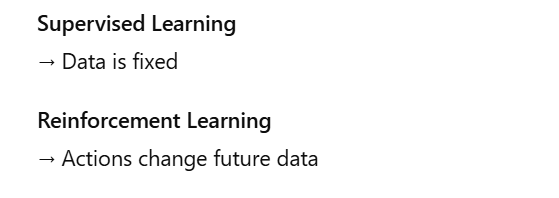 Supervised Learning
→ Data is fixed
Reinforcement Learning
→ Actions change future data